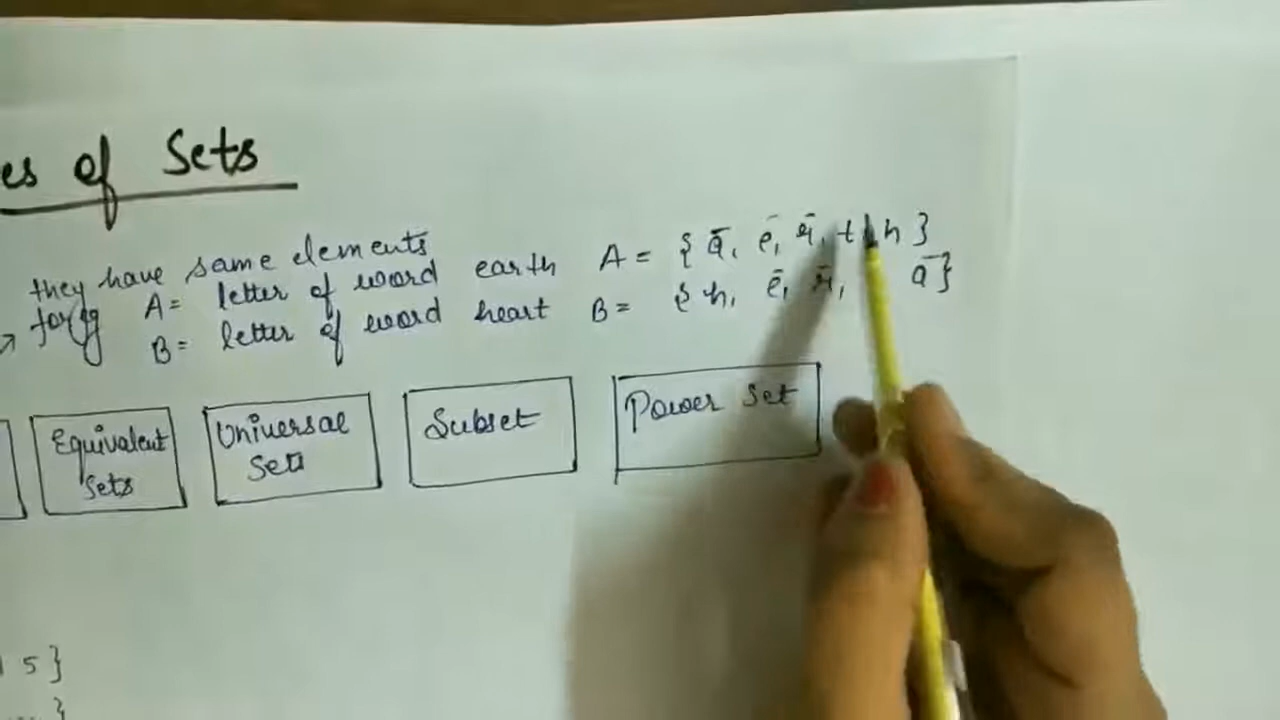 es of Sets
they have same elements
for eg A = letter of word earth A = { a, e, r, t, h }
B = letter of word heart B = { h, e, r, a }
Equivalent Sets
Universal Sets
Subset
Power Set
5 }
}